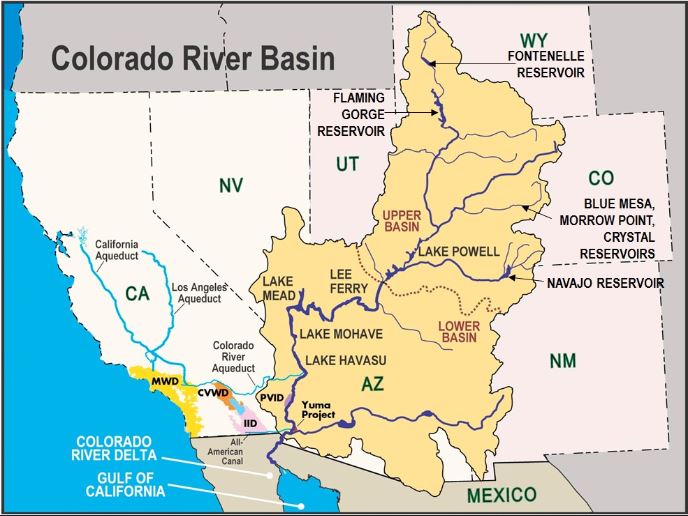 Colorado River Basin
WY
FONTENELLE
RESERVOIR
FLAMING
GORGE
RESERVOIR
UT
NV
CO
BLUE MESA,
MORROW POINT,
CRYSTAL
RESERVOIRS
UPPER
BASIN
LAKE POWELL
NAVAJO RESERVOIR
California
Aqueduct
Los Angeles
Aqueduct
CA
LAKE
MEAD
LEE
FERRY
LOWER
BASIN
LAKE MOHAVE
Colorado
River
Aqueduct
LAKE HAVASU
NM
AZ
MWD
CVWD
PVID
Yuma
Project
IID
All-
American
Canal
COLORADO
RIVER DELTA
GULF OF
CALIFORNIA
MEXICO